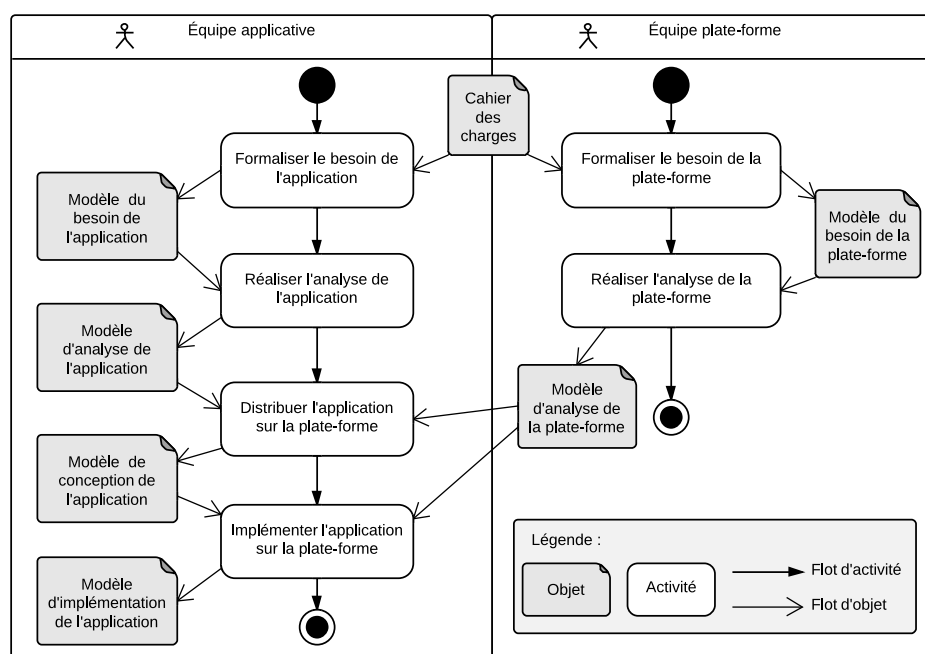 Équipe applicative
Équipe plate-forme
Cahier
des
charges
Formaliser le besoin de
l'application
Formaliser le besoin de la
plate-forme
Modèle du
besoin de
l'application
Modèle du
besoin de la
plate-forme
Réaliser l'analyse de
l'application
Réaliser l'analyse de la
plate-forme
Modèle
d'analyse de
l'application
Modèle
d'analyse de
la plate-forme
Distribuer l'application
sur la plate-forme
Modèle de
conception de
l'application
Implémenter l'application
sur la plate-forme
Modèle
d'implémentation
de l'application
Légende :
Objet
Activité
Flot d'activité
Flot d'objet